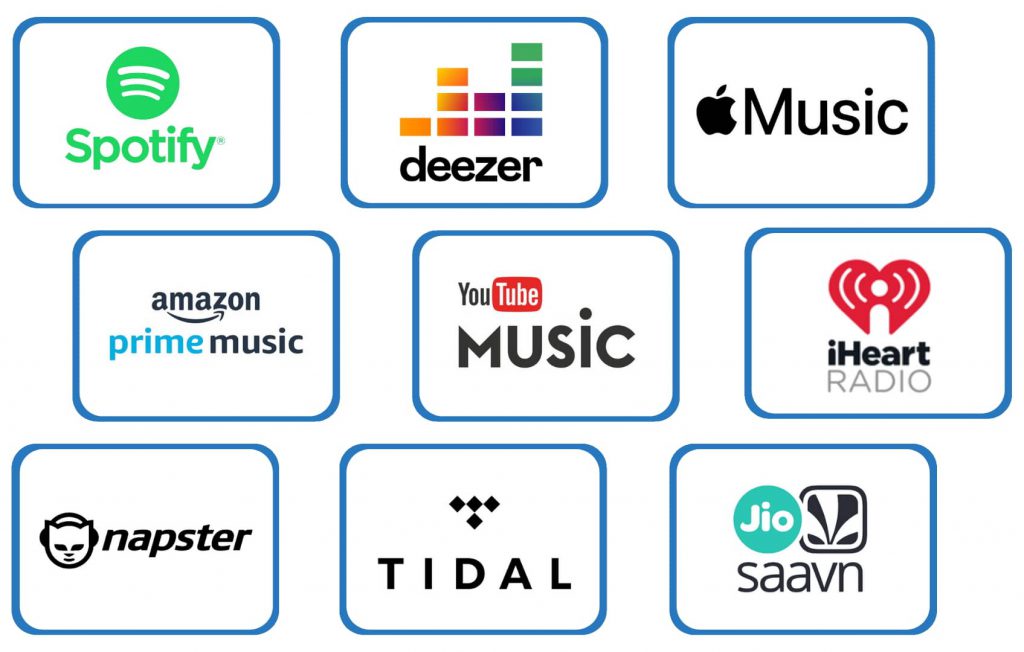 Spotify®
deezer
Music
amazon
prime music
YouTube
MUSiC
iHeart
RADIO
napster
TIDAL
Jio
saavn